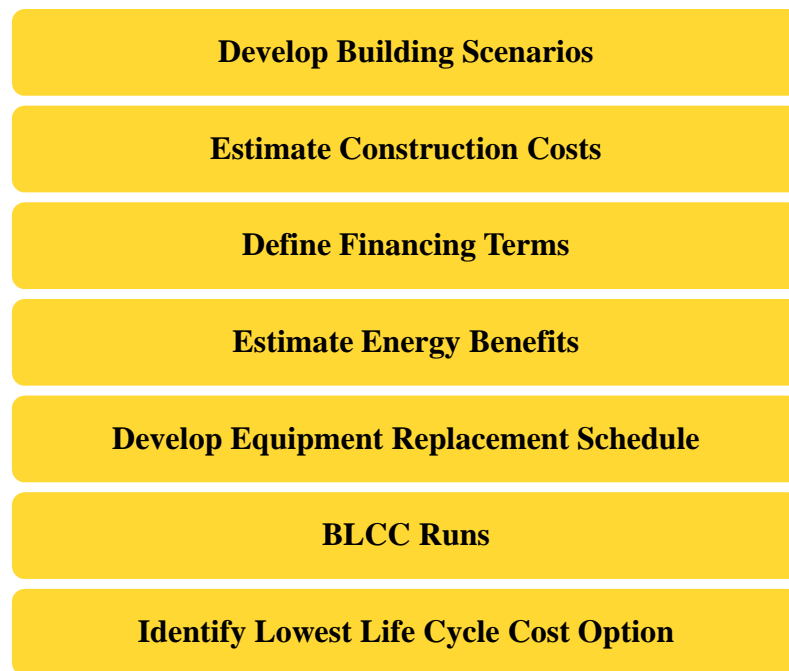 Develop Building Scenarios
Estimate Construction Costs
Define Financing Terms
Estimate Energy Benefits
Develop Equipment Replacement Schedule
BLCC Runs
Identify Lowest Life Cycle Cost Option